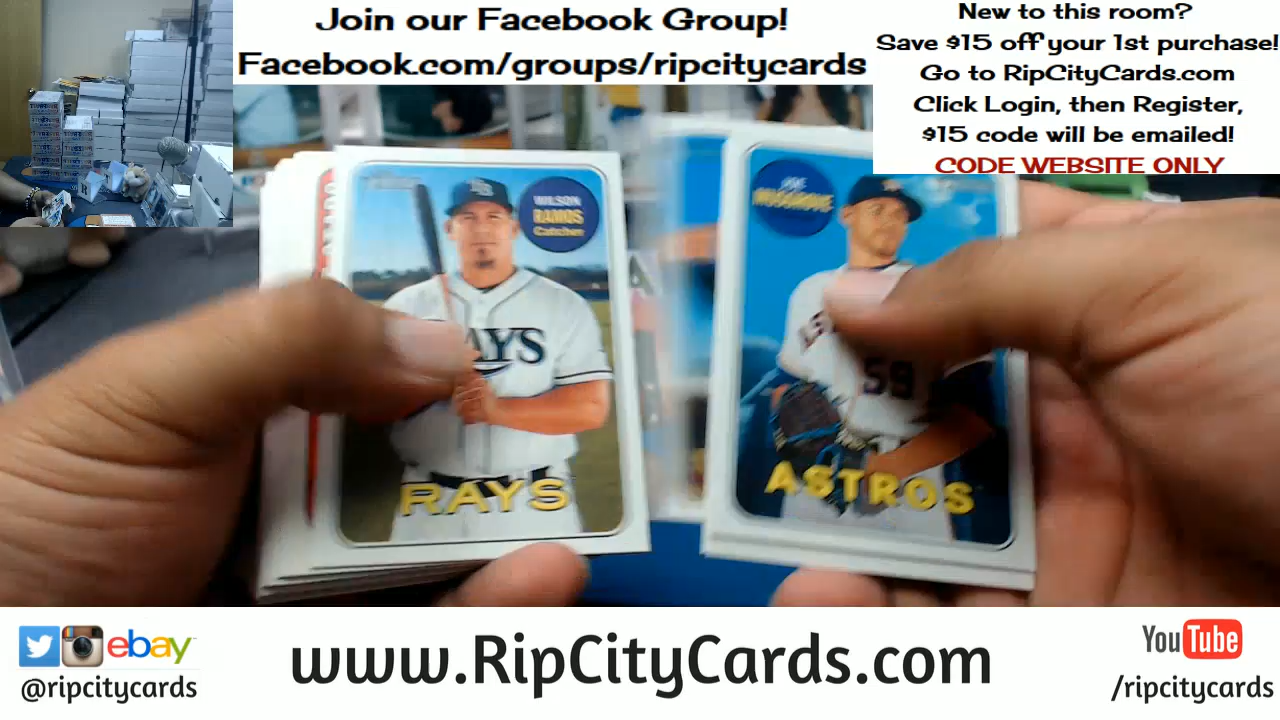 Join our Facebook Group!
Facebook.com/groups/ripcitycards
New to this room?
Save $15 off your 1st purchase!
Go to RipCityCards.com
Click Login, then Register,
$15 code will be emailed!
CODE WEBSITE ONLY
WILSON
RAMOS
Catcher
RAYS
RAYS
JOE
MUSGROVE
59
ASTROS
ebay
@ripcitycards
www.RipCityCards.com
YouTube
/ripcitycards